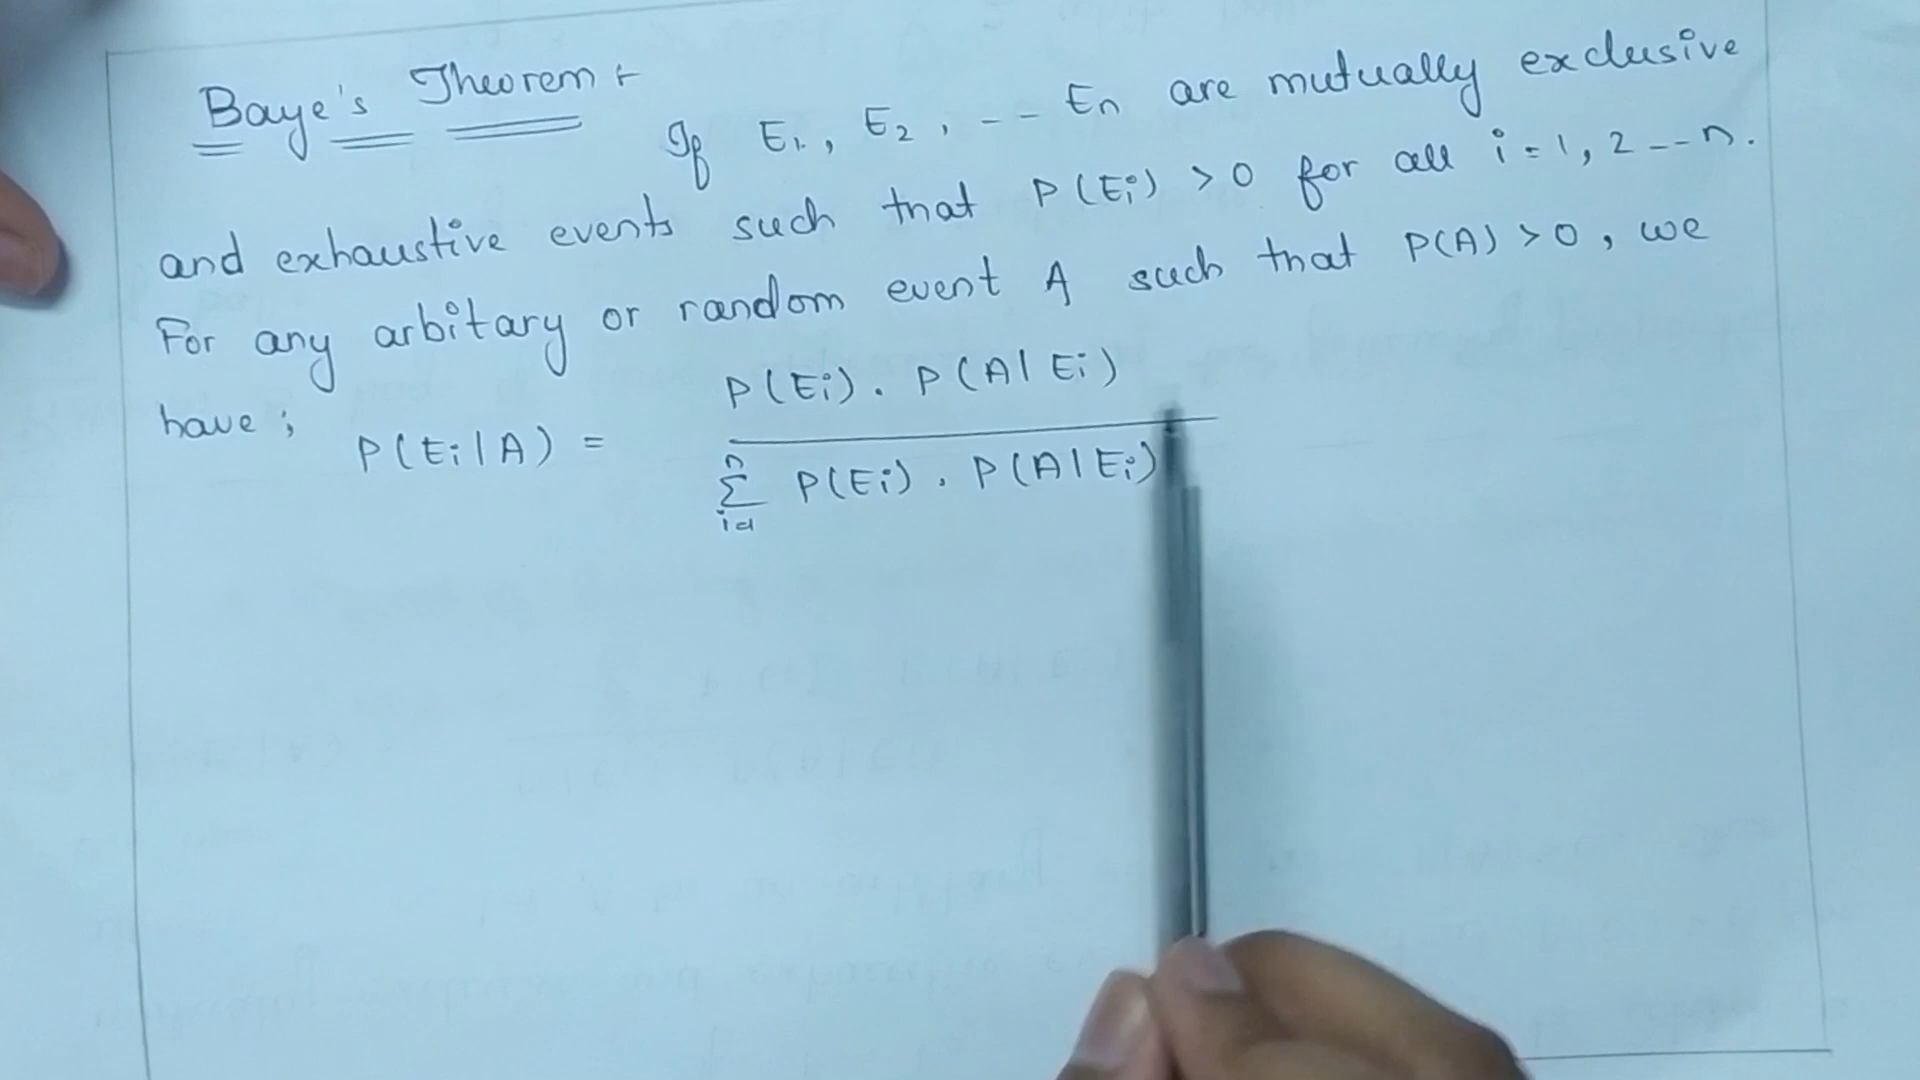 Baye's Theorem :-
If E1, E2, -- En are mutually exclusive
and exhaustive events such that P(Ei) > 0 for all i = 1, 2 -- n.
For any arbitary or random event A such that P(A) > 0, we
have ;
P(Ei | A) = P(Ei) . P(A | Ei)
n Σ i=1 P(Ei) . P(A | Ei)